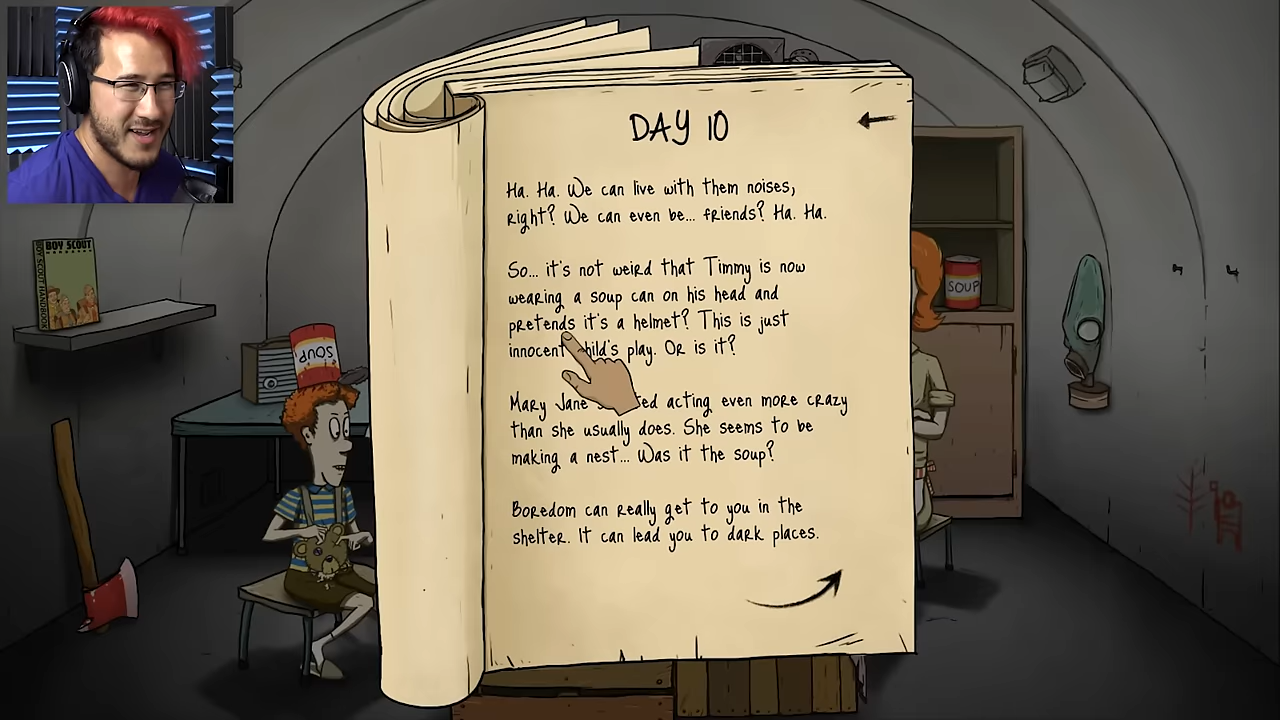 DAY 10
Ha. Ha. We can live with them noises,
right? We can even be... friends? Ha. Ha.
So... it's not weird that Timmy is now
wearing a soup can on his head and
pretends it's a helmet? This is just
innocent child's play. Or is it?
Mary Jane acting even more crazy
than she usually does. She seems to be
making a nest... Was it the soup?
Boredom can really get to you in the
shelter. It can lead you to dark places.
BOY SCOUT
BOY SCOUT HANDBOOK
SOUP
SOUP